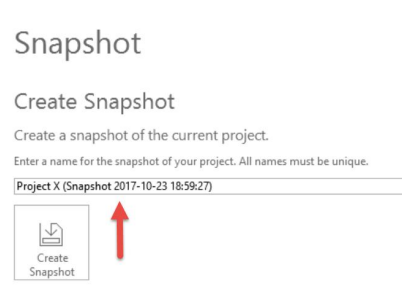 Snapshot
Create Snapshot
Create a snapshot of the current project.
Enter a name for the snapshot of your project. All names must be unique.
Project X (Snapshot 2017-10-23 18:59:27)
Create
Snapshot